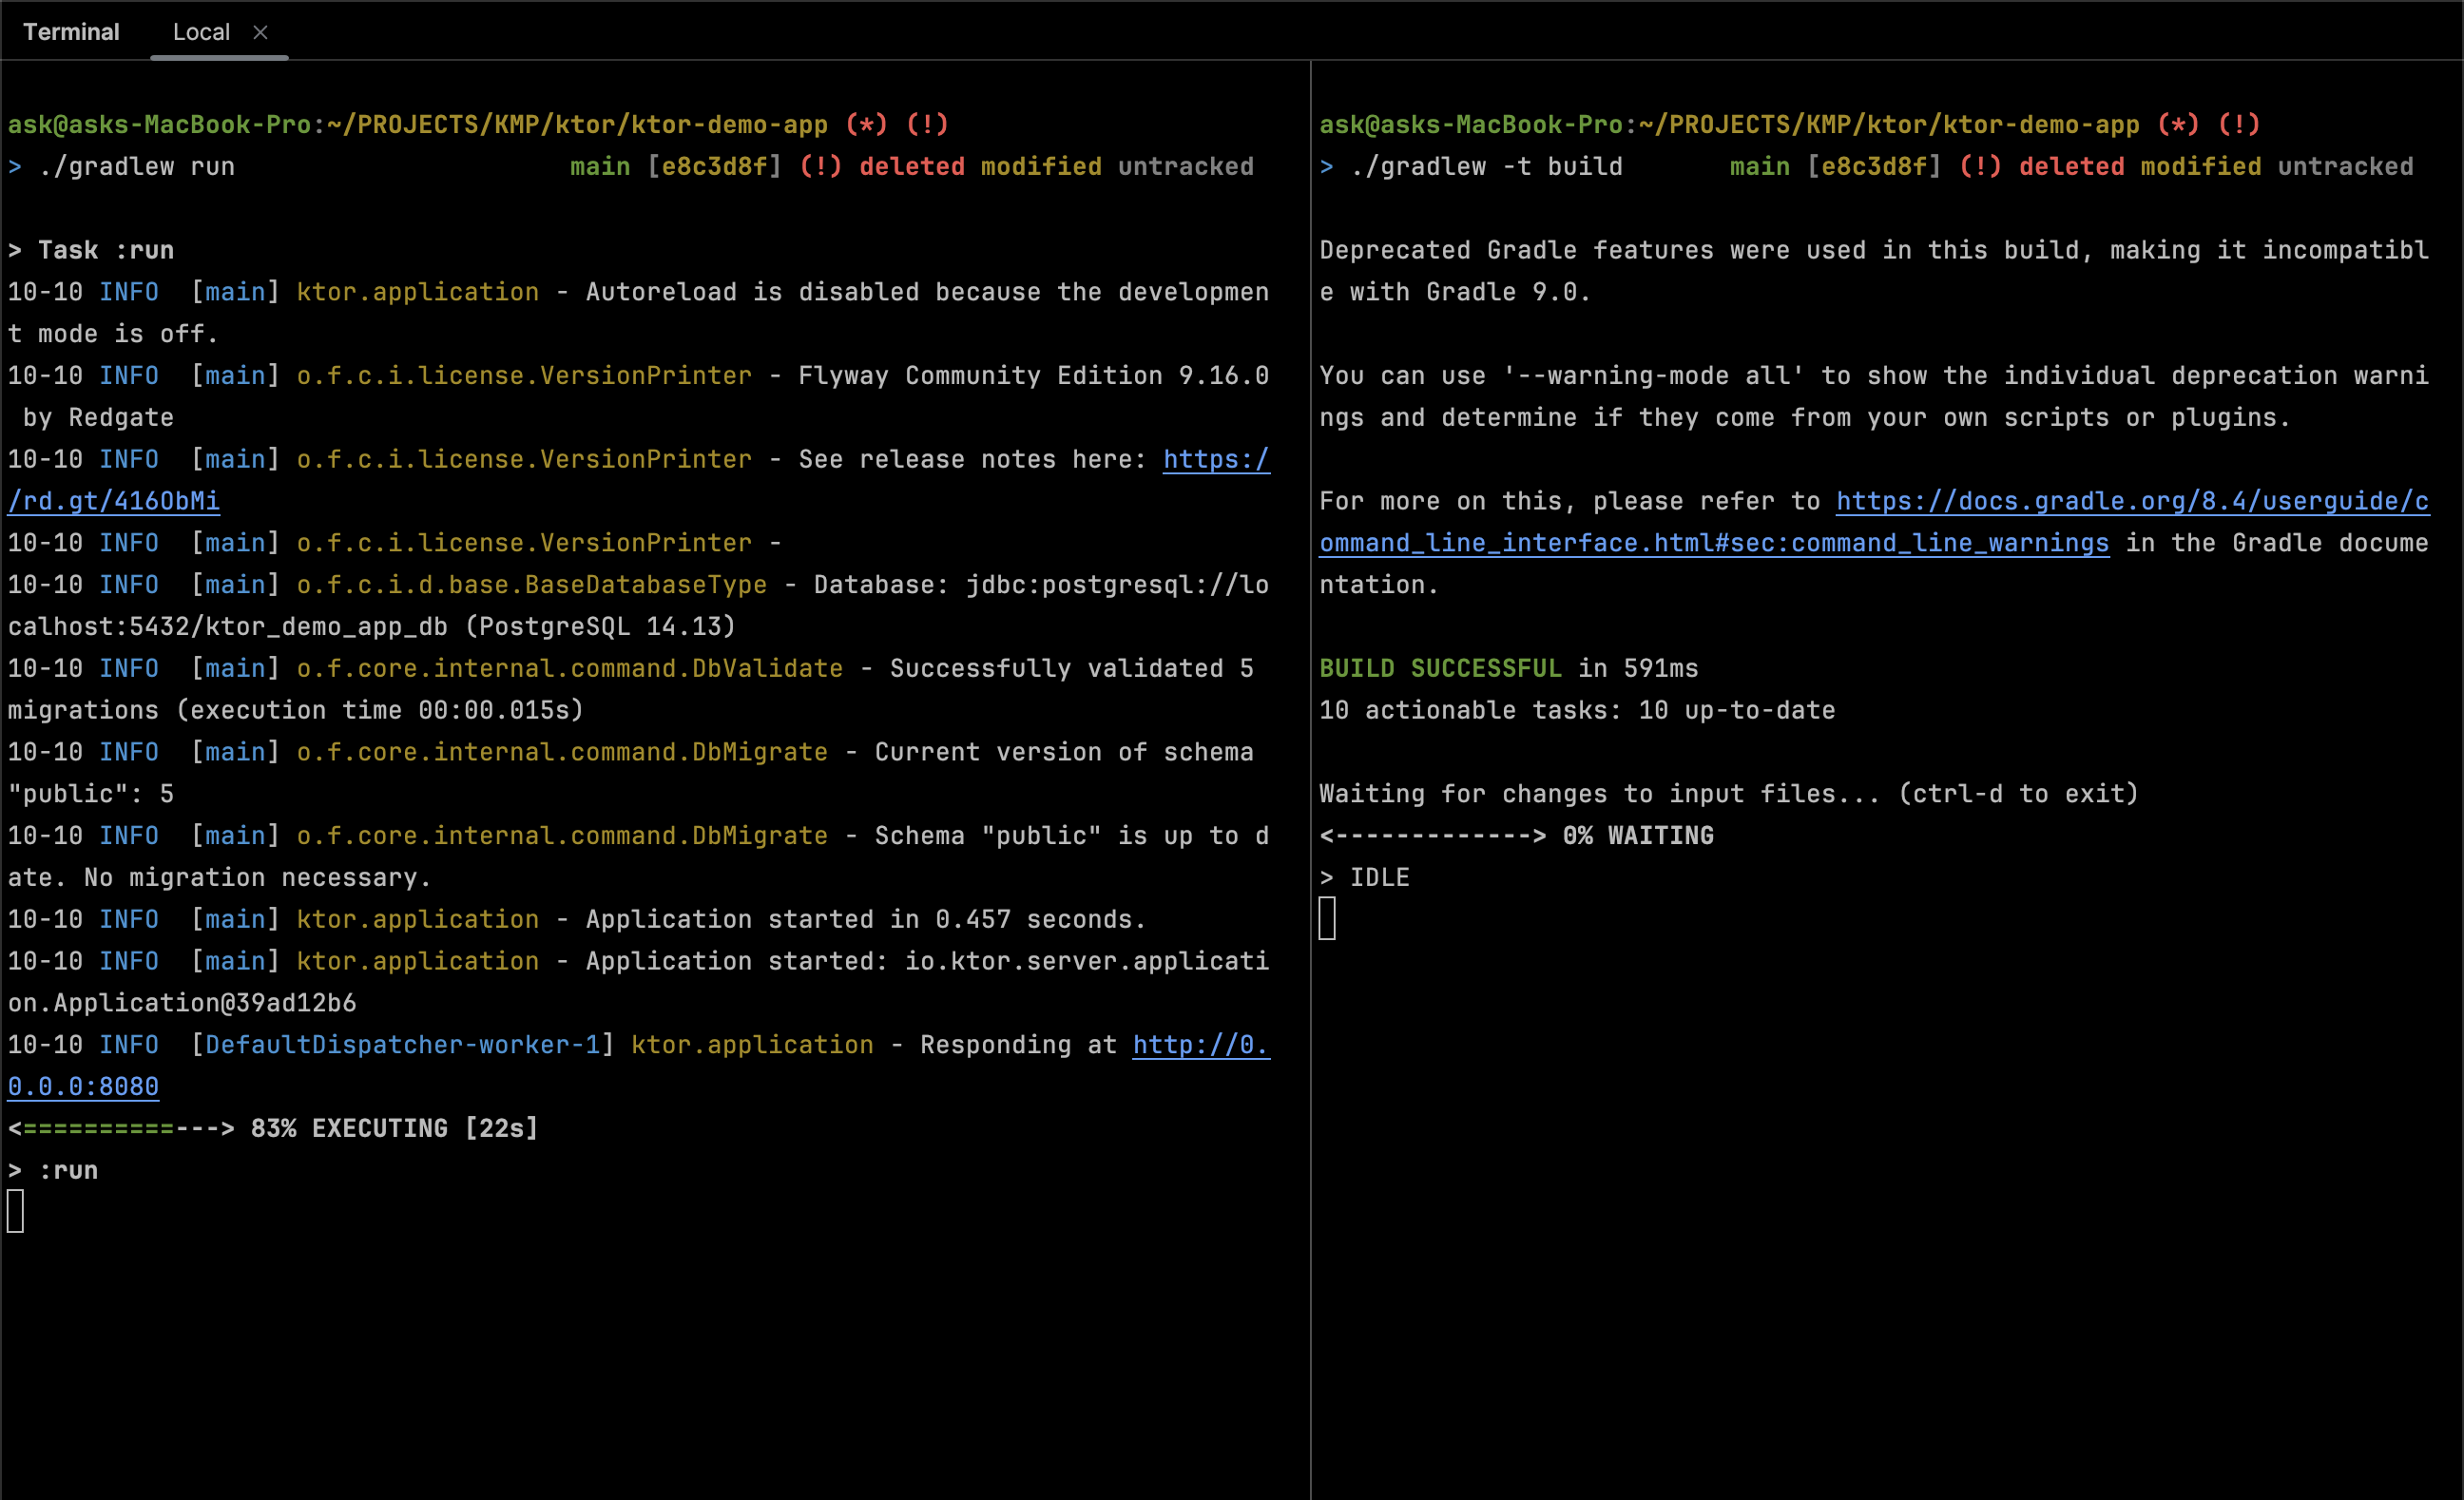 Terminal Local ×
ask@asks-MacBook-Pro:~/PROJECTS/KMP/ktor/ktor-demo-app (*) (!)
> ./gradlew run main [e8c3d8f] (!) deleted modified untracked
> Task :run
10-10 INFO  [main] ktor.application - Autoreload is disabled because the developmen
t mode is off.
10-10 INFO  [main] o.f.c.i.license.VersionPrinter - Flyway Community Edition 9.16.0
 by Redgate
10-10 INFO  [main] o.f.c.i.license.VersionPrinter - See release notes here: https:/
/rd.gt/416ObMi
10-10 INFO  [main] o.f.c.i.license.VersionPrinter -
10-10 INFO  [main] o.f.c.i.d.base.BaseDatabaseType - Database: jdbc:postgresql://lo
calhost:5432/ktor_demo_app_db (PostgreSQL 14.13)
10-10 INFO  [main] o.f.core.internal.command.DbValidate - Successfully validated 5
migrations (execution time 00:00.015s)
10-10 INFO  [main] o.f.core.internal.command.DbMigrate - Current version of schema
"public": 5
10-10 INFO  [main] o.f.core.internal.command.DbMigrate - Schema "public" is up to d
ate. No migration necessary.
10-10 INFO  [main] ktor.application - Application started in 0.457 seconds.
10-10 INFO  [main] ktor.application - Application started: io.ktor.server.applicati
on.Application@39ad12b6
10-10 INFO  [DefaultDispatcher-worker-1] ktor.application - Responding at http://0.
0.0.0:8080
<==========---> 83% EXECUTING [22s]
> :run
ask@asks-MacBook-Pro:~/PROJECTS/KMP/ktor/ktor-demo-app (*) (!)
> ./gradlew -t build main [e8c3d8f] (!) deleted modified untracked
Deprecated Gradle features were used in this build, making it incompatibl
e with Gradle 9.0.
You can use '--warning-mode all' to show the individual deprecation warni
ngs and determine if they come from your own scripts or plugins.
For more on this, please refer to https://docs.gradle.org/8.4/userguide/c
ommand_line_interface.html#sec:command_line_warnings in the Gradle docume
ntation.
BUILD SUCCESSFUL in 591ms
10 actionable tasks: 10 up-to-date
Waiting for changes to input files... (ctrl-d to exit)
<-------------> 0% WAITING
> IDLE